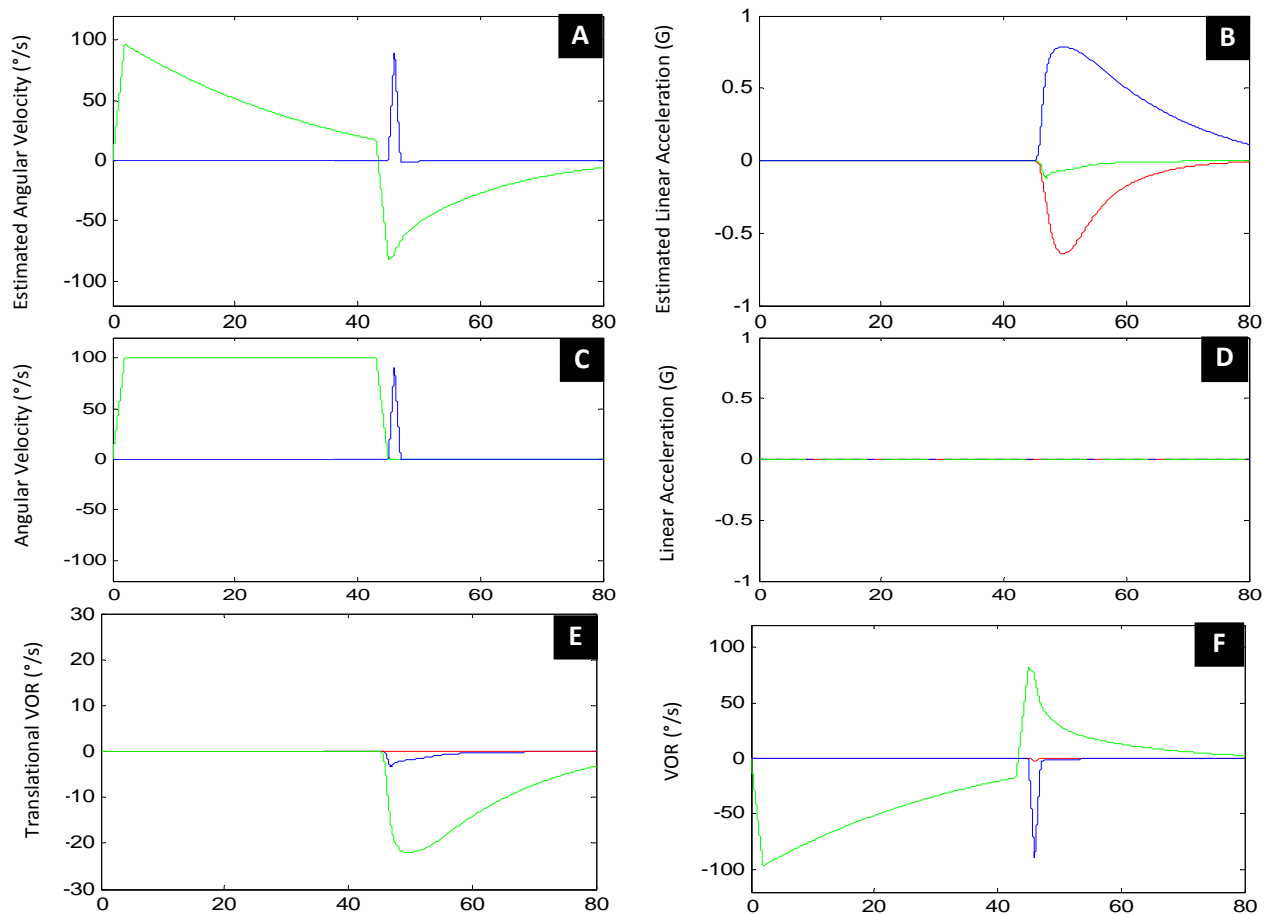 A
Estimated Angular Velocity (°/s)
100
50
0
-50
-100
0 20 40 60 80
B
Estimated Linear Acceleration (G)
1
0.5
0
-0.5
-1
0 20 40 60 80
C
Angular Velocity (°/s)
100
50
0
-50
-100
0 20 40 60 80
D
Linear Acceleration (G)
1
0.5
0
-0.5
-1
0 20 40 60 80
E
Translational VOR (°/s)
30
20
10
0
-10
-20
-30
0 20 40 60 80
F
VOR (°/s)
100
50
0
-50
-100
0 20 40 60 80